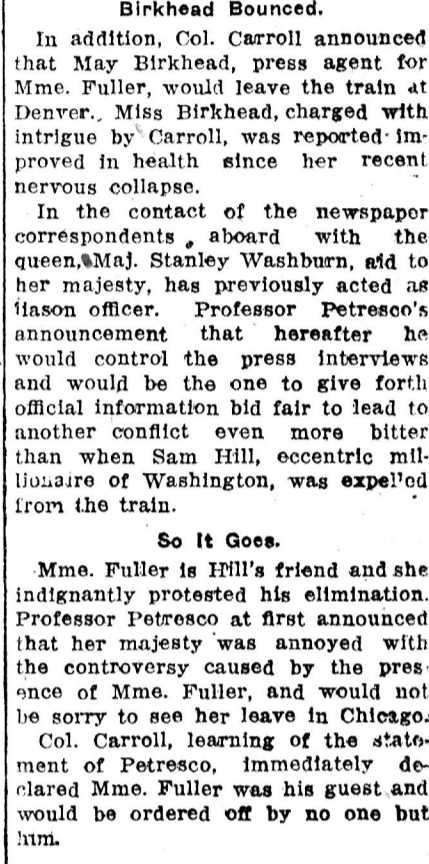 Birkhead Bounced.
In addition, Col. Carroll announced
that May Birkhead, press agent for
Mme. Fuller, would leave the train at
Denver. Miss Birkhead, charged with
intrigue by Carroll, was reported im-
proved in health since her recent
nervous collapse.
In the contact of the newspaper
correspondents aboard with the
queen, Maj. Stanley Washburn, aid to
her majesty, has previously acted as
liason officer. Professor Petresco's
announcement that hereafter he
would control the press interviews
and would be the one to give forth
official information bid fair to lead to
another conflict even more bitter
than when Sam Hill, eccentric mil-
lionaire of Washington, was expelled
from the train.
So It Goes.
Mme. Fuller is Hill's friend and she
indignantly protested his elimination.
Professor Petresco at first announced
that her majesty was annoyed with
the controversy caused by the pres-
ence of Mme. Fuller, and would not
be sorry to see her leave in Chicago.
Col. Carroll, learning of the state-
ment of Petresco, immediately de-
clared Mme. Fuller was his guest and
would be ordered off by no one but
him.